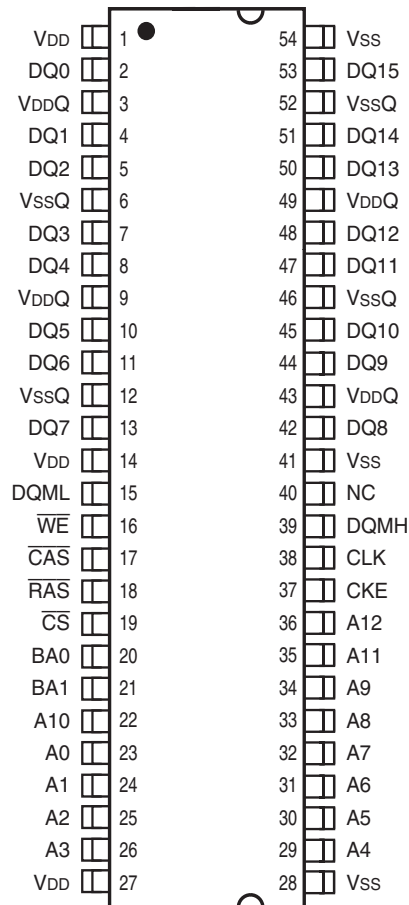 VDD 1 54 VSS
DQ0 2 53 DQ15
VDDQ 3 52 VSSQ
DQ1 4 51 DQ14
DQ2 5 50 DQ13
VSSQ 6 49 VDDQ
DQ3 7 48 DQ12
DQ4 8 47 DQ11
VDDQ 9 46 VSSQ
DQ5 10 45 DQ10
DQ6 11 44 DQ9
VSSQ 12 43 VDDQ
DQ7 13 42 DQ8
VDD 14 41 VSS
DQML 15 40 NC
W̅E̅ 16 39 DQMH
C̅A̅S̅ 17 38 CLK
R̅A̅S̅ 18 37 CKE
C̅S̅ 19 36 A12
BA0 20 35 A11
BA1 21 34 A9
A10 22 33 A8
A0 23 32 A7
A1 24 31 A6
A2 25 30 A5
A3 26 29 A4
VDD 27 28 VSS